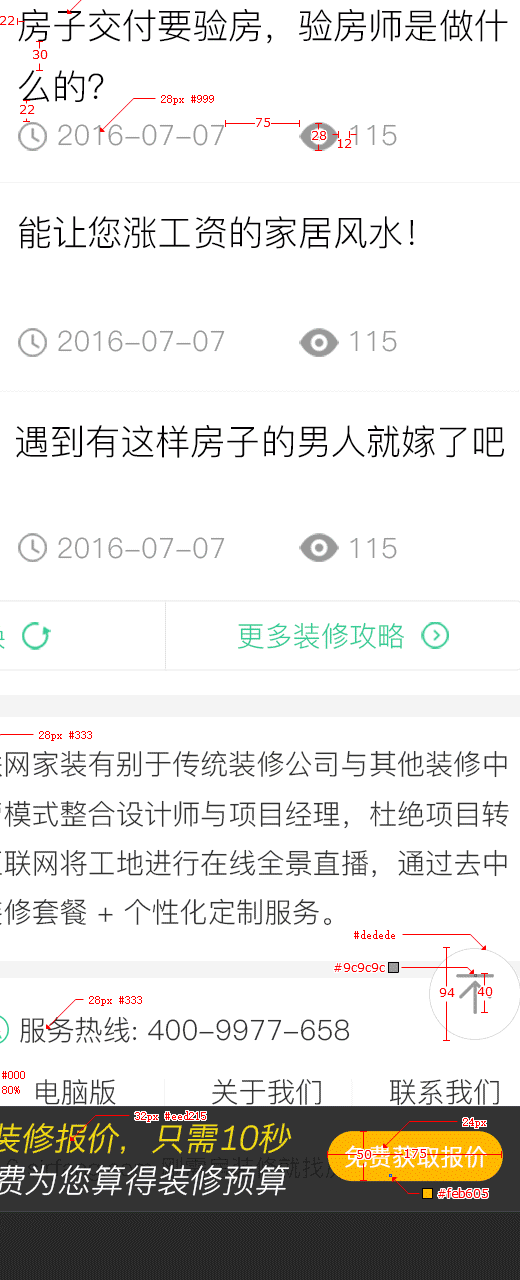 22
房子交付要验房，验房师是做什
30
么的？
22
28px #999
2016-07-07
75
28
12
115
能让您涨工资的家居风水！
2016-07-07
115
遇到有这样房子的男人就嫁了吧
2016-07-07
115
更多装修攻略
28px #333
网家装有别于传统装修公司与其他装修中
模式整合设计师与项目经理，杜绝项目转
联网将工地进行在线全景直播，通过去中
修套餐 + 个性化定制服务。
#dedede
#9c9c9c
94
40
28px #333
服务热线: 400-9977-658
#000
80%
电脑版
关于我们
联系我们
32px #eed215
24px
装修报价，只需10秒
50
175
免费获取报价
费为您算得装修预算
#feb605